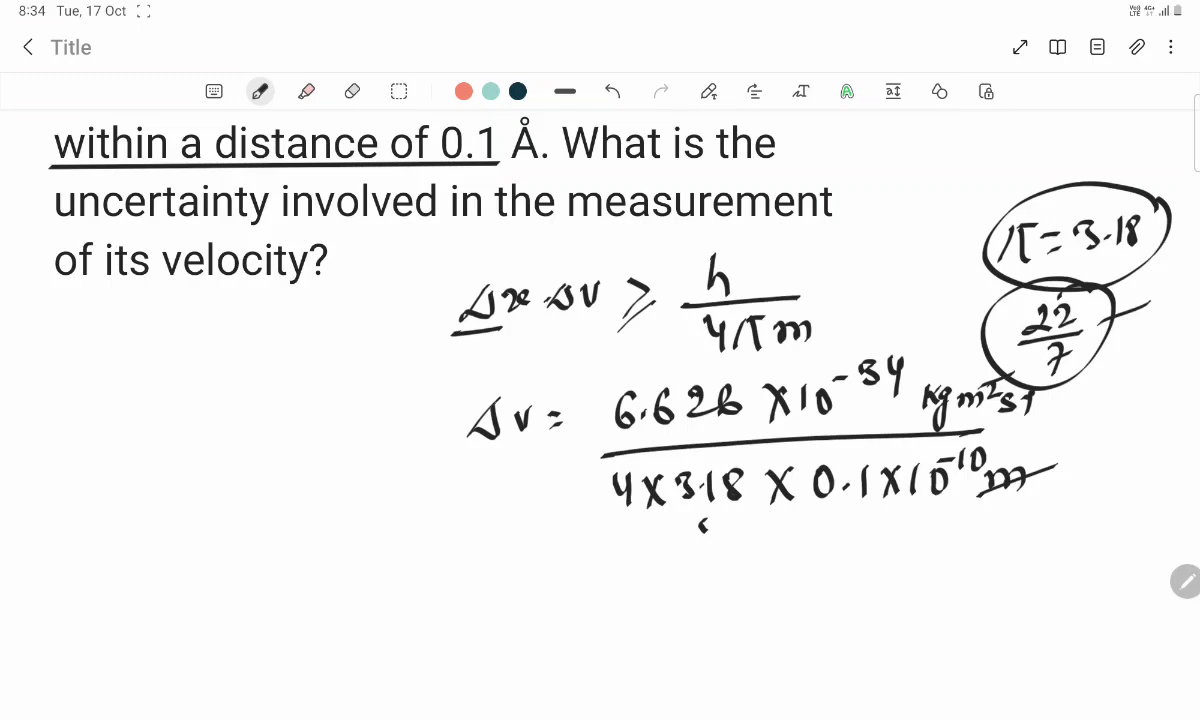 8:34 Tue, 17 Oct
Title
within a distance of 0.1 Å. What is the
uncertainty involved in the measurement
of its velocity?
π = 3.18
22/7
Δx·Δv ≥ h/4πm
Δv = 6.626 × 10⁻³⁴ kg m² s⁻¹
4 × 3.18 × 0.1 × 10⁻¹⁰ m